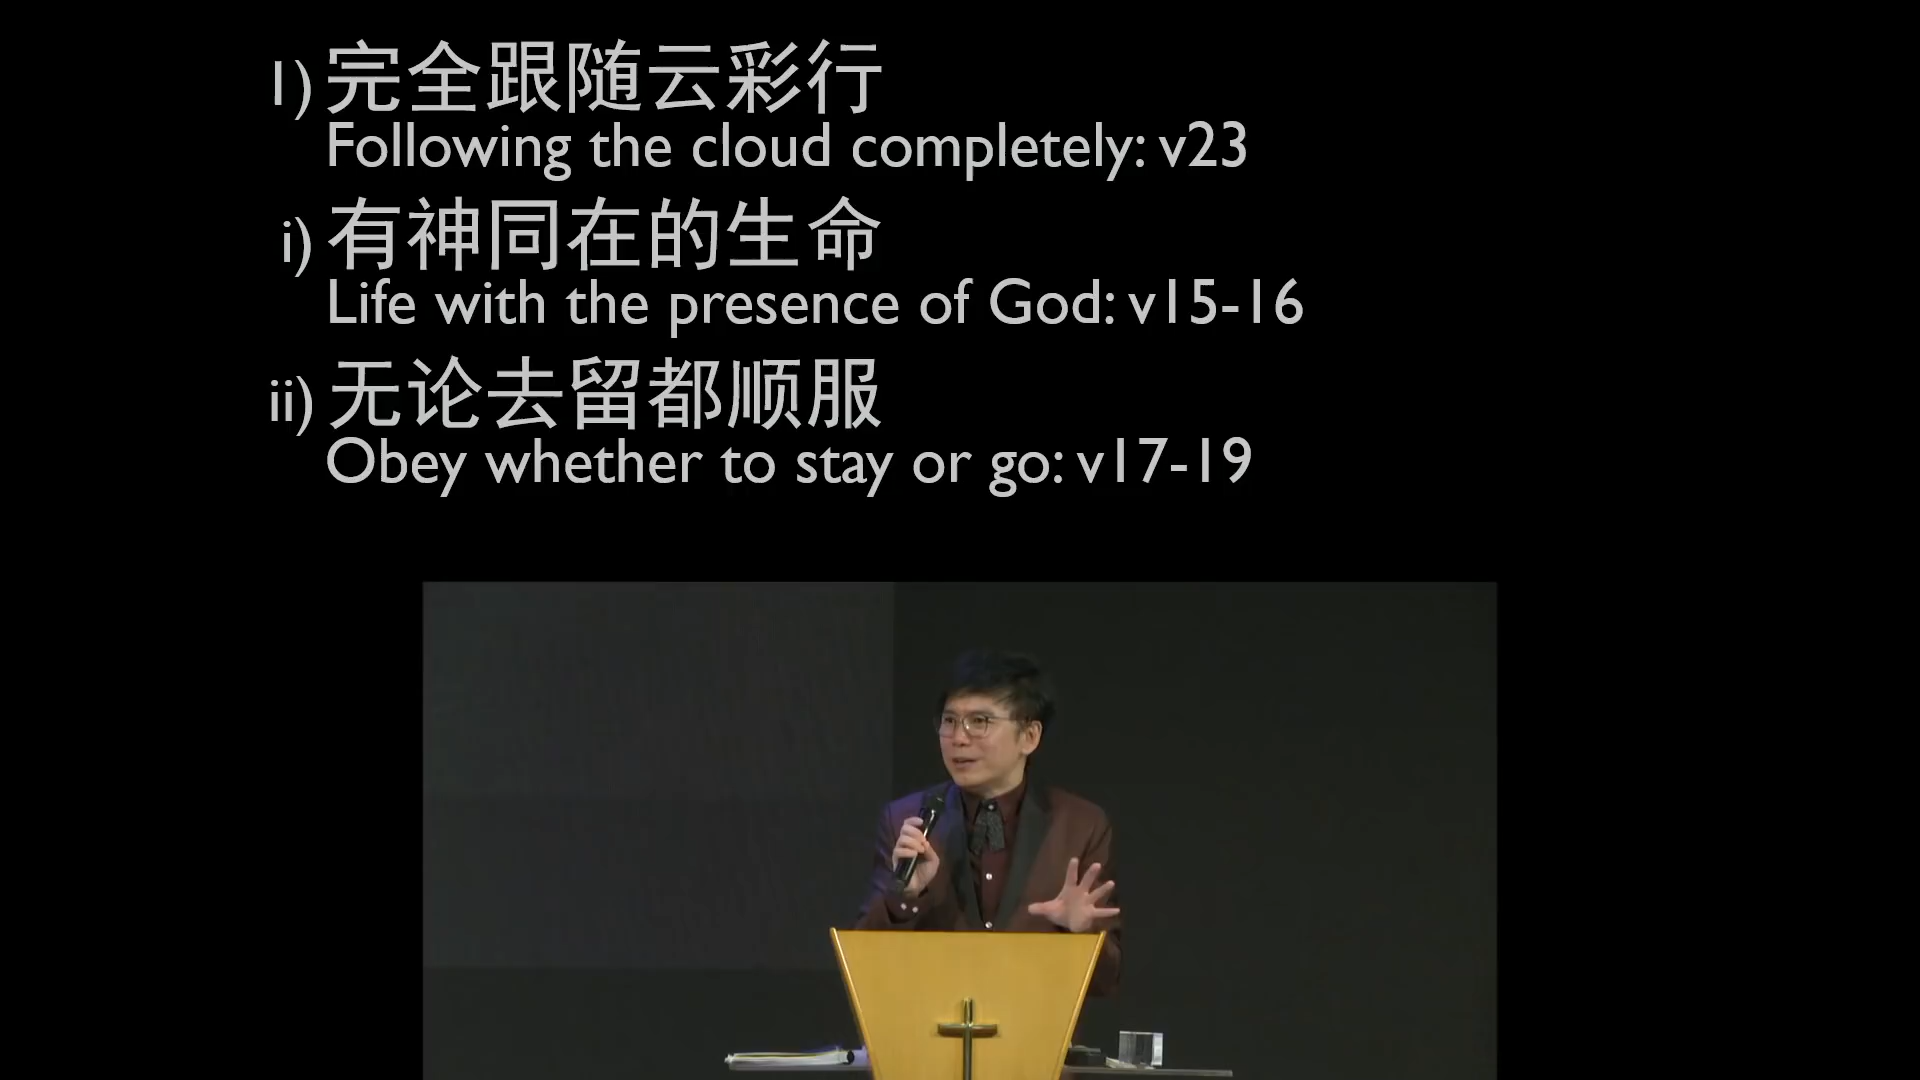 1) 完全跟随云彩行
Following the cloud completely: v23
i) 有神同在的生命
Life with the presence of God: v15-16
ii) 无论去留都顺服
Obey whether to stay or go: v17-19